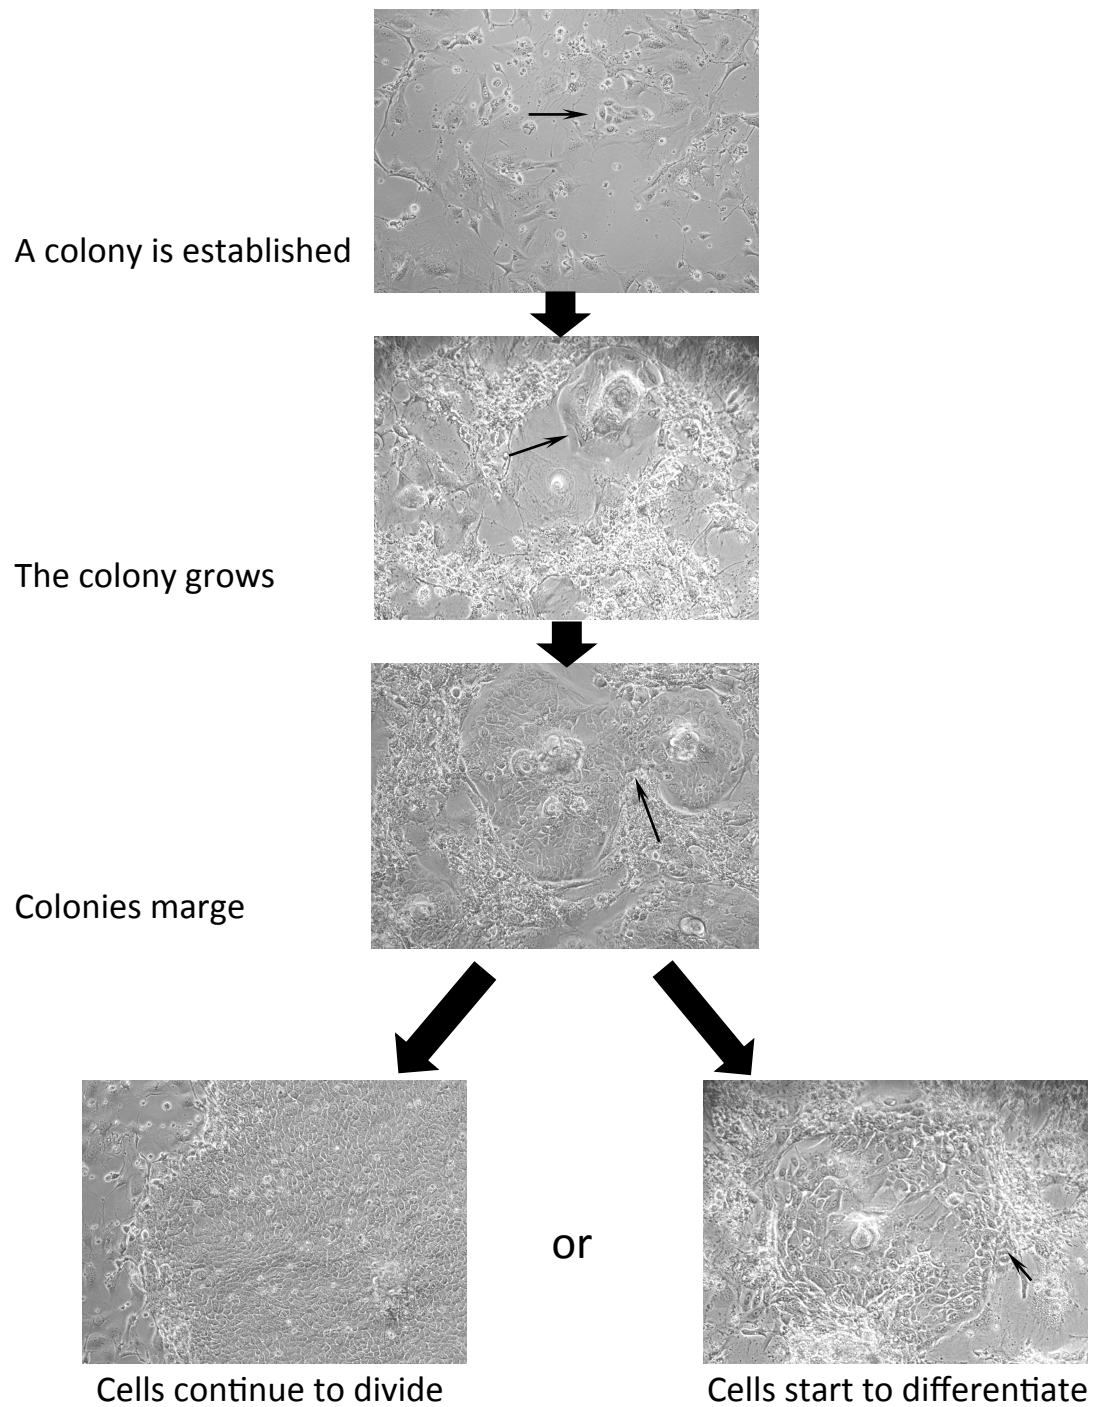 A colony is established
The colony grows
Colonies marge
or
Cells continue to divide
Cells start to differentiate